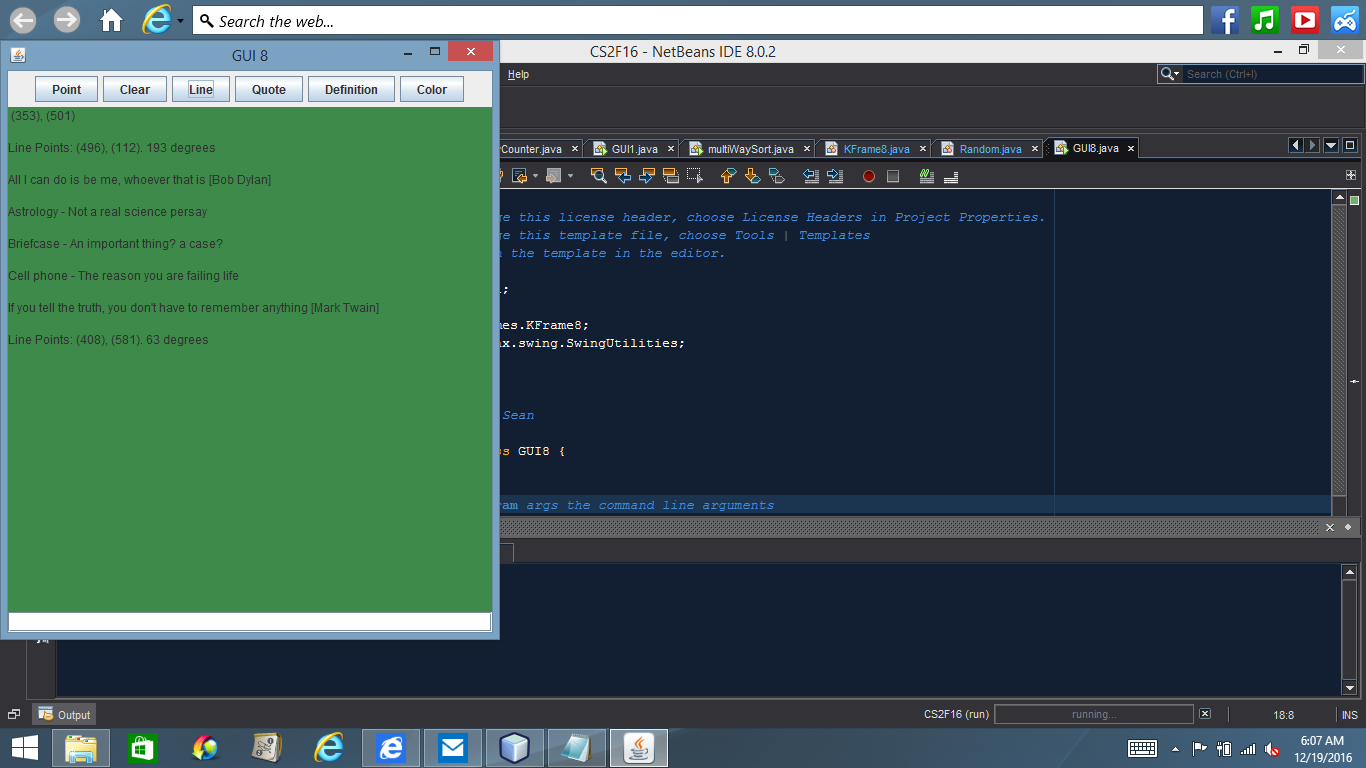 Search the web...
GUI 8
CS2F16 - NetBeans IDE 8.0.2
Help
Search (Ctrl+I)
Point Clear Line Quote Definition Color
(353), (501)
Line Points: (496), (112). 193 degrees
All I can do is be me, whoever that is [Bob Dylan]
Astrology - Not a real science persay
Briefcase - An important thing? a case?
Cell phone - The reason you are failing life
If you tell the truth, you don't have to remember anything [Mark Twain]
Line Points: (408), (581). 63 degrees
Counter.java GUI1.java multiWaySort.java KFrame8.java Random.java GUI8.java
this license header, choose License Headers in Project Properties.
this template file, choose Tools | Templates
the template in the editor.
;
.KFrame8;
.swing.SwingUtilities;
Sean
GUI8 {
args the command line arguments
Output
CS2F16 (run) running...
18:8
INS
6:07 AM
12/19/2016